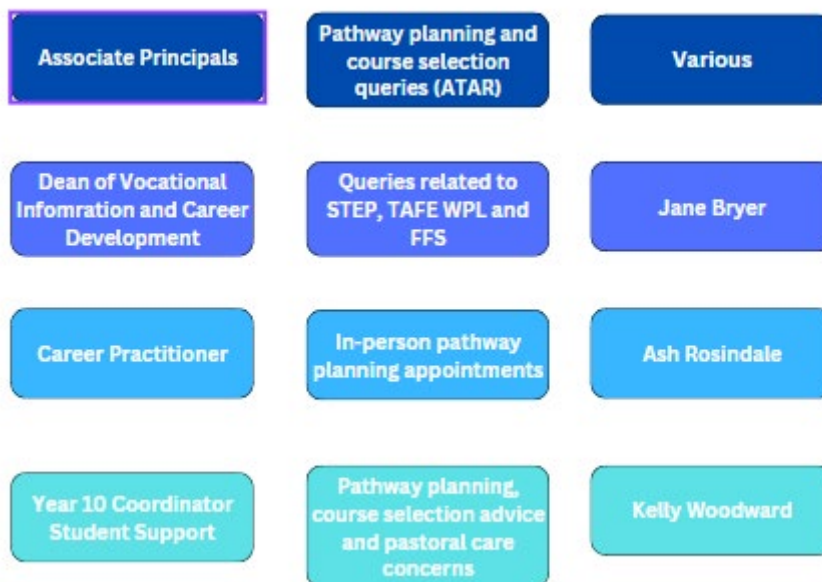 Associate Principals
Pathway planning and
course selection
queries (ATAR)
Various
Dean of Vocational
Infomration and Career
Development
Queries related to
STEP, TAFE WPL and
FFS
Jane Bryer
Career Practitioner
In-person pathway
planning appointments
Ash Rosindale
Year 10 Coordinator
Student Support
Pathway planning,
course selection advice
and pastoral care
concerns
Kelly Woodward